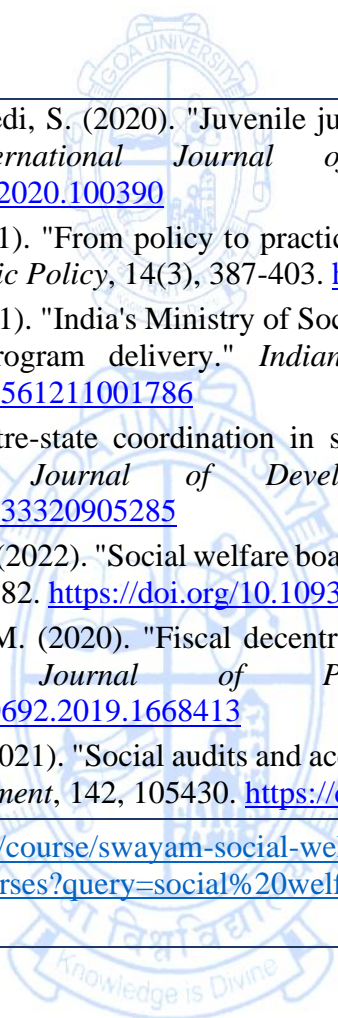 GOA UNIVERSITY
edi, S. (2020). "Juvenile ju
ernational Journal o
2020.100390
1). "From policy to practic
ic Policy, 14(3), 387-403. h
1). "India's Ministry of Soc
rogram delivery." Indian
561211001786
tre-state coordination in s
Journal of Devel
33320905285
(2022). "Social welfare boa
82. https://doi.org/10.1093
M. (2020). "Fiscal decentr
Journal of P
9692.2019.1668413
2021). "Social audits and acc
ment, 142, 105430. https://d
/course/swayam-social-wel
rses?query=social%20welf
Knowledge is Divine